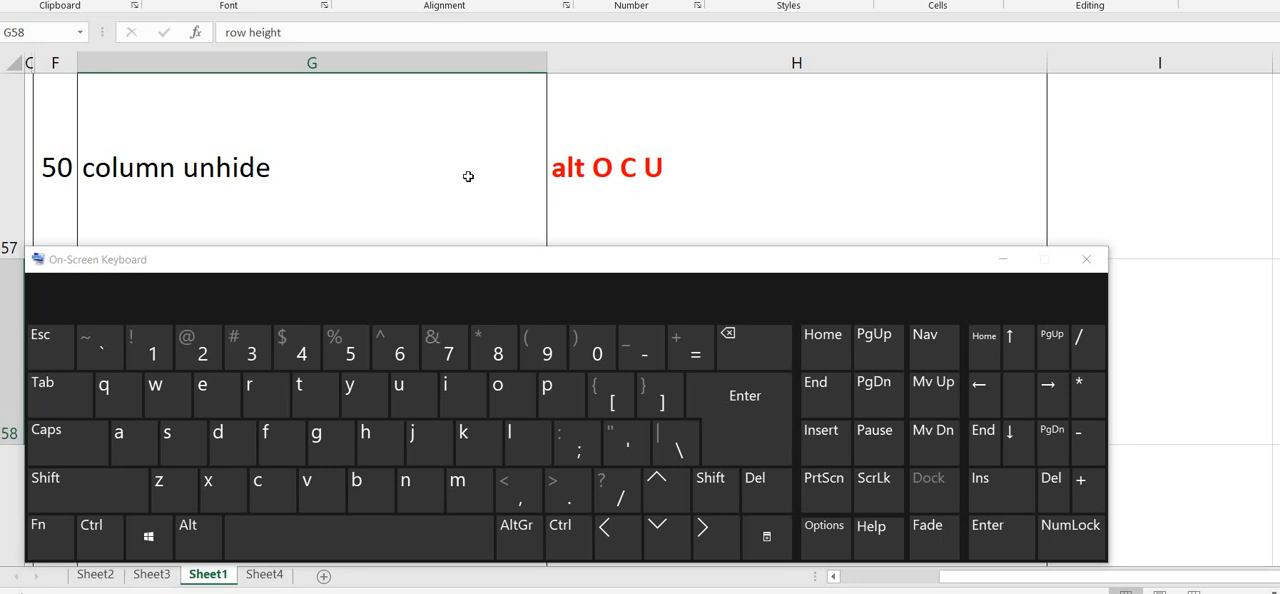 Clipboard Font Alignment Number Styles Cells Editing
G58 fx row height
C F G H I
50 column unhide alt O C U
57
On-Screen Keyboard
58
Esc ~ ` ! 1 @ 2 # 3 $ 4 % 5 ^ 6 & 7 * 8 ( 9 ) 0 _ - + = Home PgUp Nav Home ↑ PgUp /
Tab q w e r t y u i o p { [ } ] Enter End PgDn Mv Up ← → *
Caps a s d f g h j k l : ; " ' | \ Insert Pause Mv Dn End ↓ PgDn -
Shift z x c v b n m < , > . ? / Shift Del PrtScn ScrLk Dock Ins Del +
Fn Ctrl Alt AltGr Ctrl Options Help Fade Enter NumLock
Sheet2 Sheet3 Sheet1 Sheet4